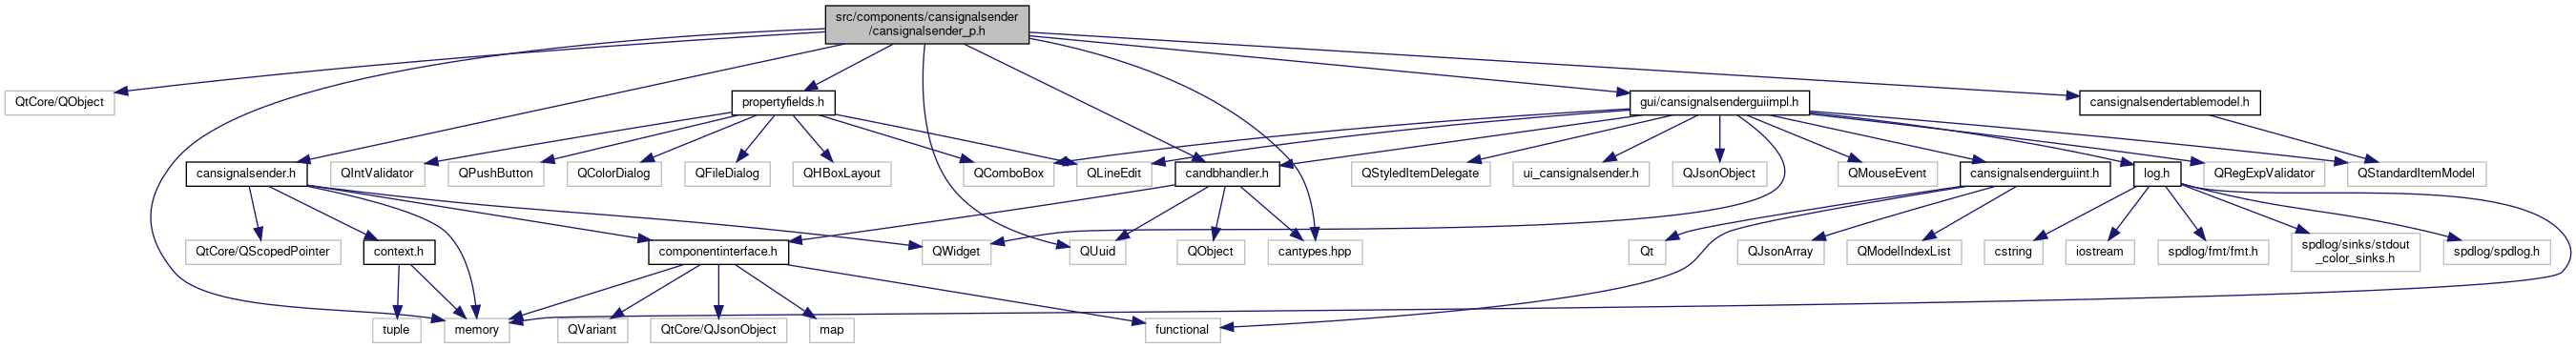 src/components/cansignalsender
/cansignalsender_p.h
QtCore/QObject
propertyfields.h
gui/cansignalsenderguiimpl.h
cansignalsendertablemodel.h
cansignalsender.h
QIntValidator
QPushButton
QColorDialog
QFileDialog
QHBoxLayout
QComboBox
QLineEdit
candbhandler.h
QStyledItemDelegate
ui_cansignalsender.h
QJsonObject
QMouseEvent
cansignalsenderguiint.h
log.h
QRegExpValidator
QStandardItemModel
QtCore/QScopedPointer
context.h
componentinterface.h
QWidget
QUuid
QObject
cantypes.hpp
Qt
QJsonArray
QModelIndexList
cstring
iostream
spdlog/fmt/fmt.h
spdlog/sinks/stdout
_color_sinks.h
spdlog/spdlog.h
tuple
memory
QVariant
QtCore/QJsonObject
map
functional